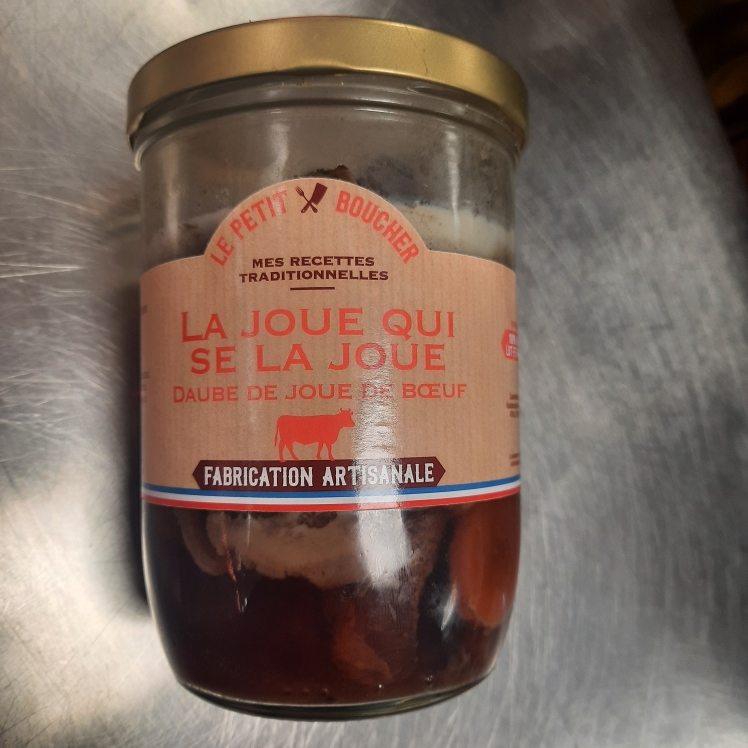 LE PETIT BOUCHER
MES RECETTES
TRADITIONNELLES
LA JOUE QUI
SE LA JOUE
DAUBE DE JOUE DE BŒUF
FABRICATION ARTISANALE